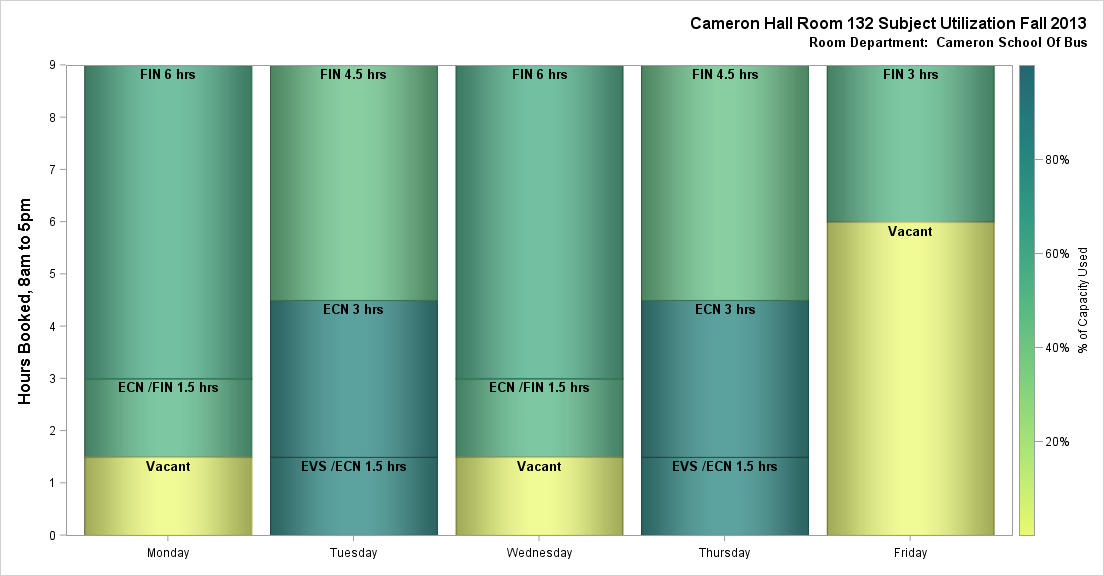 Cameron Hall Room 132 Subject Utilization Fall 2013
Room Department:  Cameron School Of Bus
Hours Booked, 8am to 5pm
9
8
7
6
5
4
3
2
1
0
FIN 6 hrs
ECN /FIN 1.5 hrs
Vacant
FIN 4.5 hrs
ECN 3 hrs
EVS /ECN 1.5 hrs
FIN 6 hrs
ECN /FIN 1.5 hrs
Vacant
FIN 4.5 hrs
ECN 3 hrs
EVS /ECN 1.5 hrs
FIN 3 hrs
Vacant
Monday
Tuesday
Wednesday
Thursday
Friday
80%
60%
40%
20%
% of Capacity Used